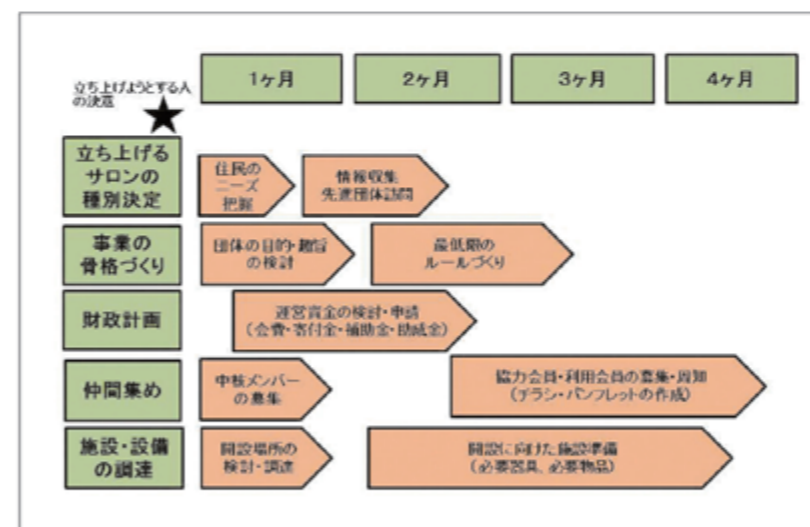 立ち上げようとする人
の決意
★
1ヶ月
2ヶ月
3ヶ月
4ヶ月
立ち上げる
サロンの
種別決定
住民の
ニーズ
把握
情報収集
先進団体訪問
事業の
骨格づくり
団体の目的・趣旨
の検討
最低限の
ルールづくり
財政計画
運営資金の検討・申請
(会費・寄付金・補助金・助成金)
仲間集め
中核メンバー
の募集
協力会員・利用会員の募集・周知
(チラシ・パンフレットの作成)
施設・設備
の調達
開設場所の
検討・調達
開設に向けた施設準備
(必要器具、必要物品)